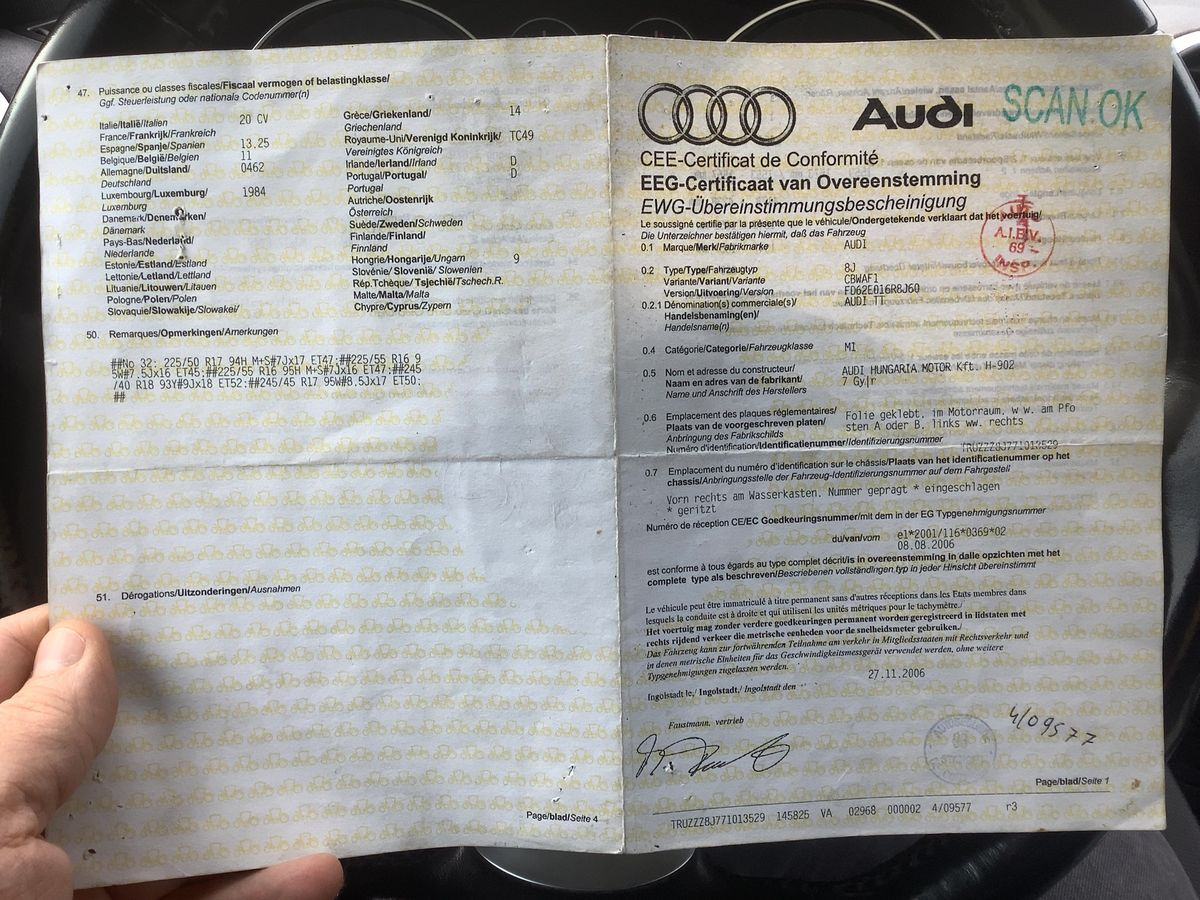 47. Puissance ou classes fiscales/Fiscaal vermogen of belastingklasse/
Ggf. Steuerleistung oder nationale Codenummer(n)
Italie/Italië/Italien 20 CV
France/Frankrijk/Frankreich
Espagne/Spanje/Spanien 13.25
Belgique/België/Belgien 11
Allemagne/Duitsland/ 0462
Deutschland
Luxembourg/Luxemburg/ 1984
Luxemburg
Danemark/Denemarken/
Dänemark
Pays-Bas/Nederland/
Niederlande
Estonie/Estland/Estland
Lettonie/Letland/Lettland
Lituanie/Litouwen/Litauen
Pologne/Polen/Polen
Slovaquie/Slowakije/Slowakei/
Grèce/Griekenland/ 14
Griechenland
Royaume-Uni/Verenigd Koninkrijk/ TC49
Vereinigtes Königreich
Irlande/Ierland/Irland D
Portugal/Portugal/ D
Portugal
Autriche/Oostenrijk
Österreich
Suède/Zweden/Schweden
Finlande/Finland/
Finnland
Hongrie/Hongarije/Ungarn 9
Slovénie/ Slovenië/ Slowenien
Rép.Tchèque/ Tsjechië/Tschech.R.
Malte/Malta/Malta
Chypre/Cyprus/Zypern
50. Remarques/Opmerkingen/Anmerkungen
##No 32: 225/50 R17 94H M+S#7Jx17 ET47;##225/55 R16 9
5W#7.5Jx16 ET45;##225/55 R16 95H M+S#7Jx16 ET47;##245
/40 R18 93Y#9Jx18 ET52;##245/45 R17 95W#8.5Jx17 ET50;
##
51. Dérogations/Uitzonderingen/Ausnahmen
Page/blad/Seite 4
Audi SCAN OK
CEE-Certificat de Conformité
EEG-Certificaat van Overeenstemming
EWG-Übereinstimmungsbescheinigung
Le soussigné certifie par la présente que le véhicule/Ondergetekende verklaart dat het voertuig/
Die Unterzeichner bestätigen hiermit, daß das Fahrzeug
A.I.B.V.
69
INSP.
0.1 Marque/Merk/Fabrikmarke AUDI
0.2 Type/Type/Fahrzeugtyp 8J
Variante/Variant/Variante CBWAF1
Version/Uitvoering/Version FD62E016R8J60
0.2.1 Dénomination(s) commerciale(s)/ AUDI TT
Handelsbenaming(en)/
Handelsname(n)
0.4 Catégorie/Categorie/Fahrzeugklasse M1
0.5 Nom et adresse du constructeur/ AUDI HUNGARIA MOTOR Kft. H-902
Naam en adres van de fabrikant/ 7 Gy|r
Name und Anschrift des Herstellers
0.6 Emplacement des plaques réglementaires/ Folie geklebt, im Motorraum, w w. am Pfo
Plaats van de voorgeschreven platen/ sten A oder B, links ww. rechts
Anbringung des Fabrikschilds
Numéro d'identification/Identificatienummer/Identifizierungsnummer TRUZZZ8J771013529
0.7 Emplacement du numéro d'identification sur le châssis/Plaats van het identificatienummer op het
chassis/Anbringungsstelle der Fahrzeug-Identifizierungsnummer auf dem Fahrgestell
Vorn rechts am Wasserkasten. Nummer geprägt * eingeschlagen
* geritzt
Numéro de réception CE/EC Goedkeuringsnummer/mit dem in der EG Typgenehmigungsnummer
du/van/vom e1*2001/116*0369*02
08.08.2006
est conforme à tous égards au type complet décrit/is in overeenstemming in dalle opzichten met het
complete type als beschreven/Bescriebenen vollständingen typ in jeder Hinsicht übereinstimmt
Le véhicule peut être immatriculé à titre permanent sans d'autres réceptions dans les Etats membres dans
lesquels la conduite est à droite et qui utilisent les unités métriques pour le tachymètre./
Het voertuig mag zonder verdere goedkeuringen permanent worden geregistreerd in lidstaten met
rechts rijdend verkeer die metrische eenheden voor de snelheidsmeter gebruiken./
Das Fahrzeug kann zur fortwährenden Teilnahme am verkehr in Mitgliedsstaaten mit Rechtsverkehr und
in denen metrische Einheiten für das Geschwindigkeitsmessgerät verwendet werden, ohne weitere
Typgenehmigungen zugelassen werden.
27.11.2006
Ingolstadt le,/ Ingolstadt,/ Ingolstadt den
Faustmann, vertrieb
4/09577
Page/blad/Seite 1
TRUZZZ8J771013529 145825 VA 02968 000002 4/09577 r3